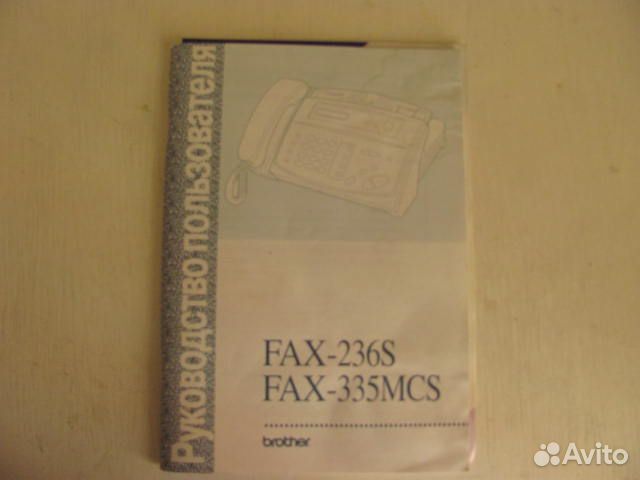 Руководство пользователя
FAX-236S
FAX-335MCS
brother
Avito